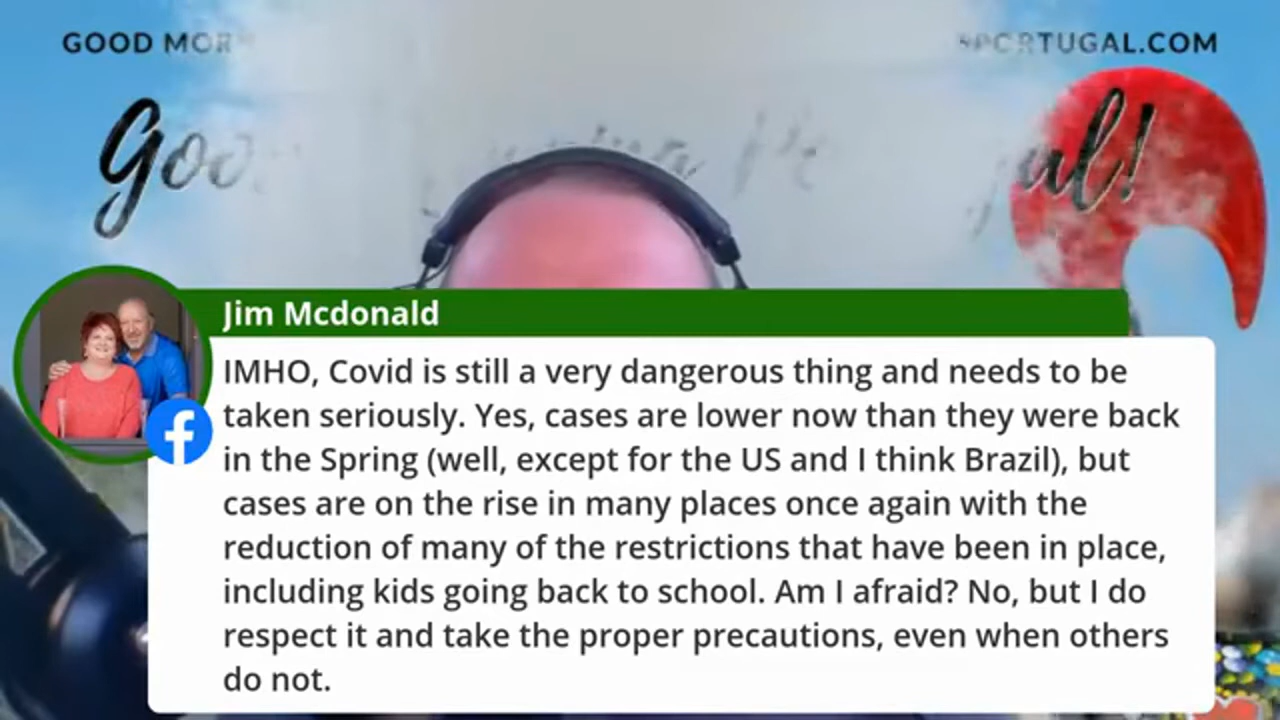 GOOD MOR
PORTUGAL.COM
Goo
al!
Jim Mcdonald
IMHO, Covid is still a very dangerous thing and needs to be
taken seriously. Yes, cases are lower now than they were back
in the Spring (well, except for the US and I think Brazil), but
cases are on the rise in many places once again with the
reduction of many of the restrictions that have been in place,
including kids going back to school. Am I afraid? No, but I do
respect it and take the proper precautions, even when others
do not.